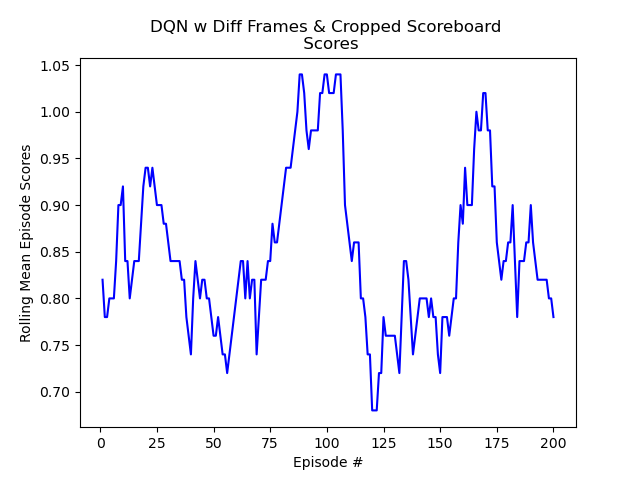 DQN w Diff Frames & Cropped Scoreboard
Scores
1.05
1.00
0.95
0.90
0.85
0.80
0.75
0.70
Rolling Mean Episode Scores
0 25 50 75 100 125 150 175 200
Episode #